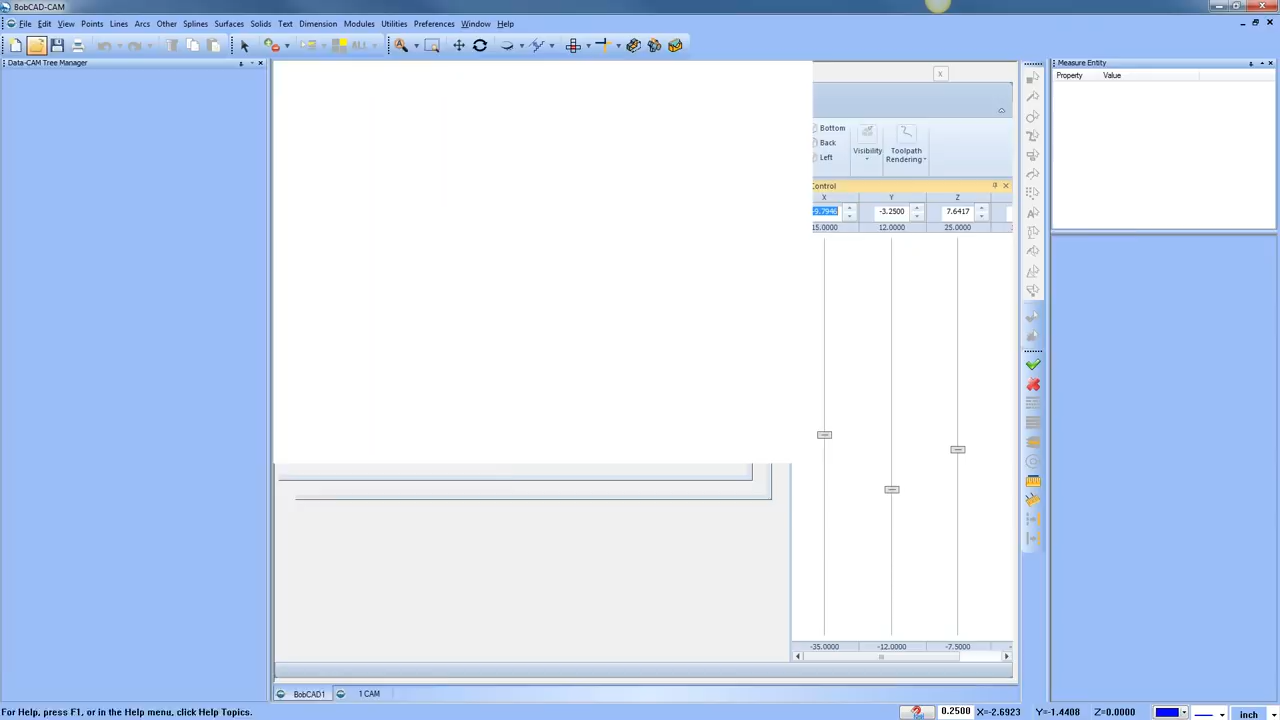 BobCAD-CAM
File Edit View Points Lines Arcs Other Splines Surfaces Solids Text Dimension Modules Utilities Preferences Window Help
ALL
Data-CAM Tree Manager
Measure Entity
Property Value
x
Bottom
Back
Left
Visibility
Toolpath
Rendering
Control
X Y Z
-9.7946 -3.2500 7.6417
15.0000 12.0000 25.0000
-35.0000 -12.0000 -7.5000
BobCAD1 1 CAM
For Help, press F1, or in the Help menu, click Help Topics.
0.2500 X=-2.6923 Y=-1.4408 Z=0.0000 inch